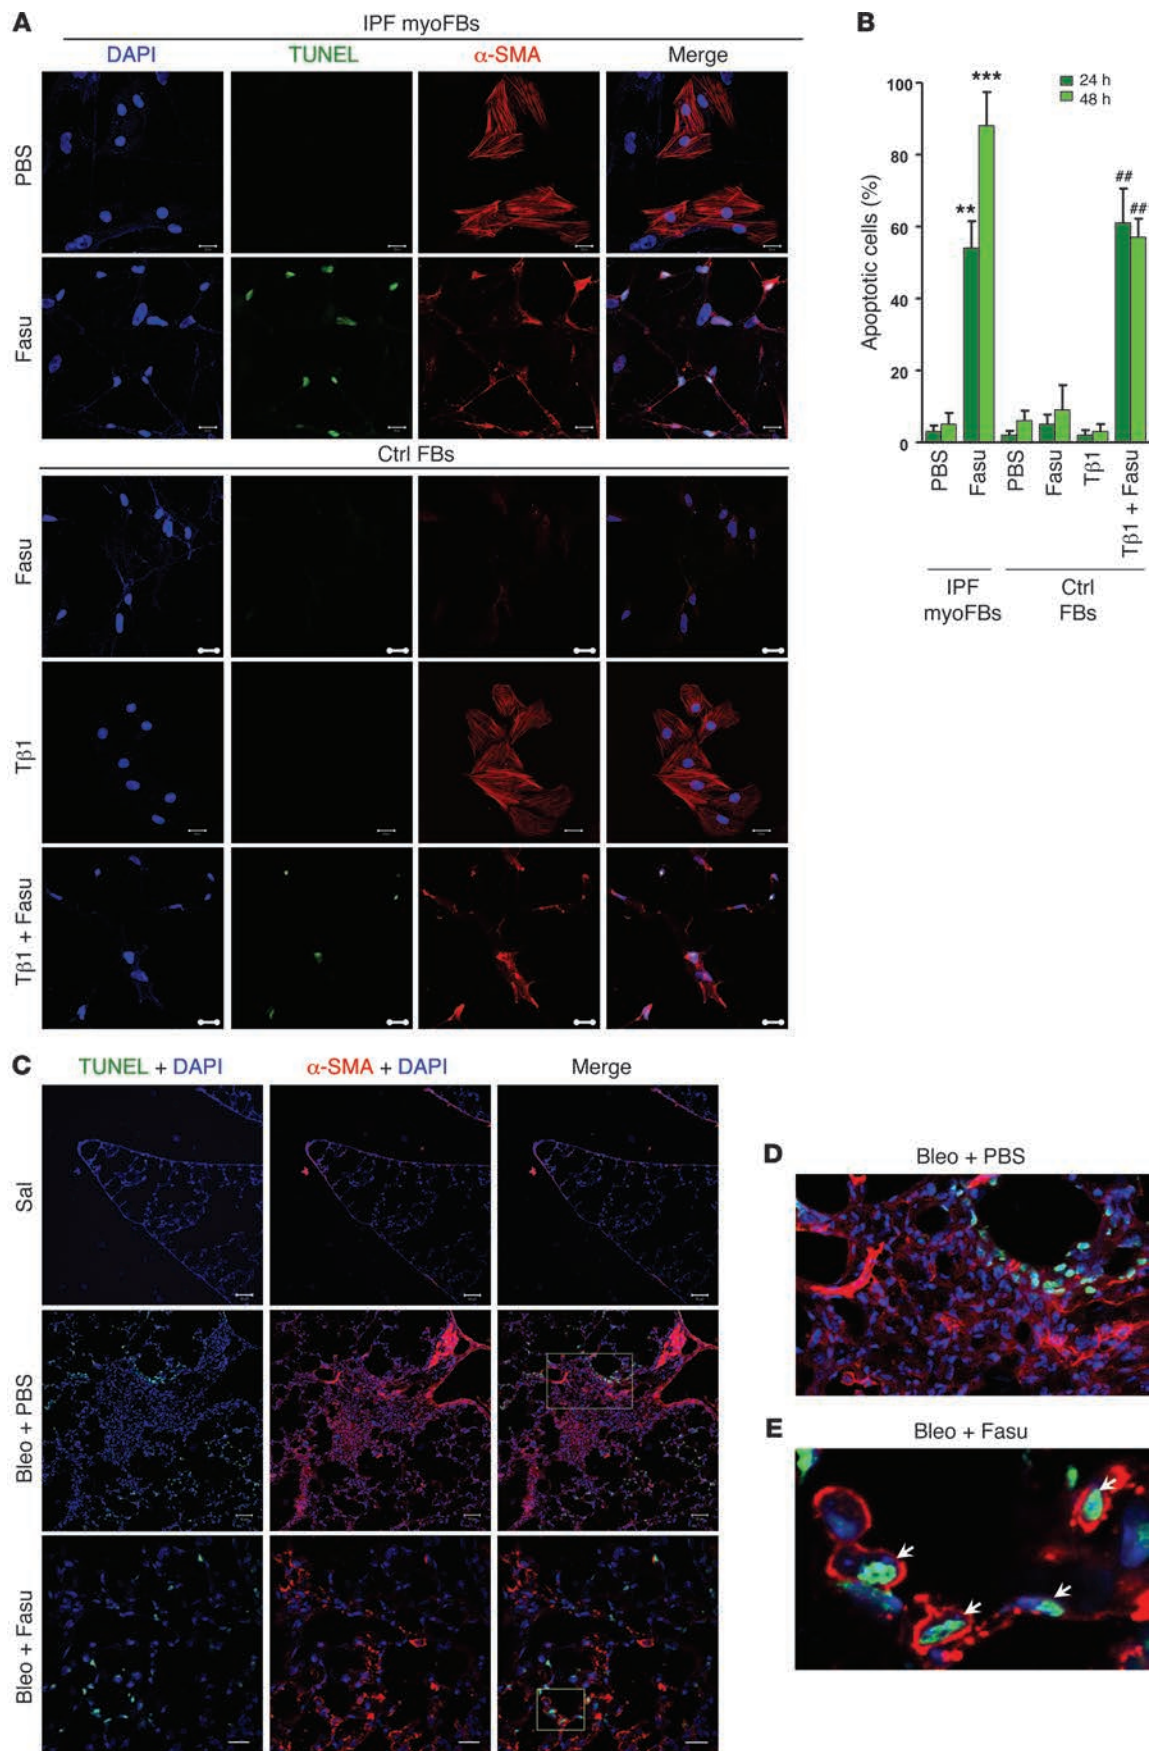 A
IPF myoFBs
DAPI TUNEL α-SMA Merge
PBS
Fasu
Ctrl FBs
Fasu
Tβ1
Tβ1 + Fasu
B
24 h
48 h
***
**
##
##
Apoptotic cells (%)
100
80
60
40
20
0
PBS Fasu PBS Fasu Tβ1 Tβ1 + Fasu
IPF Ctrl
myoFBs FBs
C
TUNEL + DAPI α-SMA + DAPI Merge
Sal
Bleo + PBS
Bleo + Fasu
D
Bleo + PBS
E
Bleo + Fasu